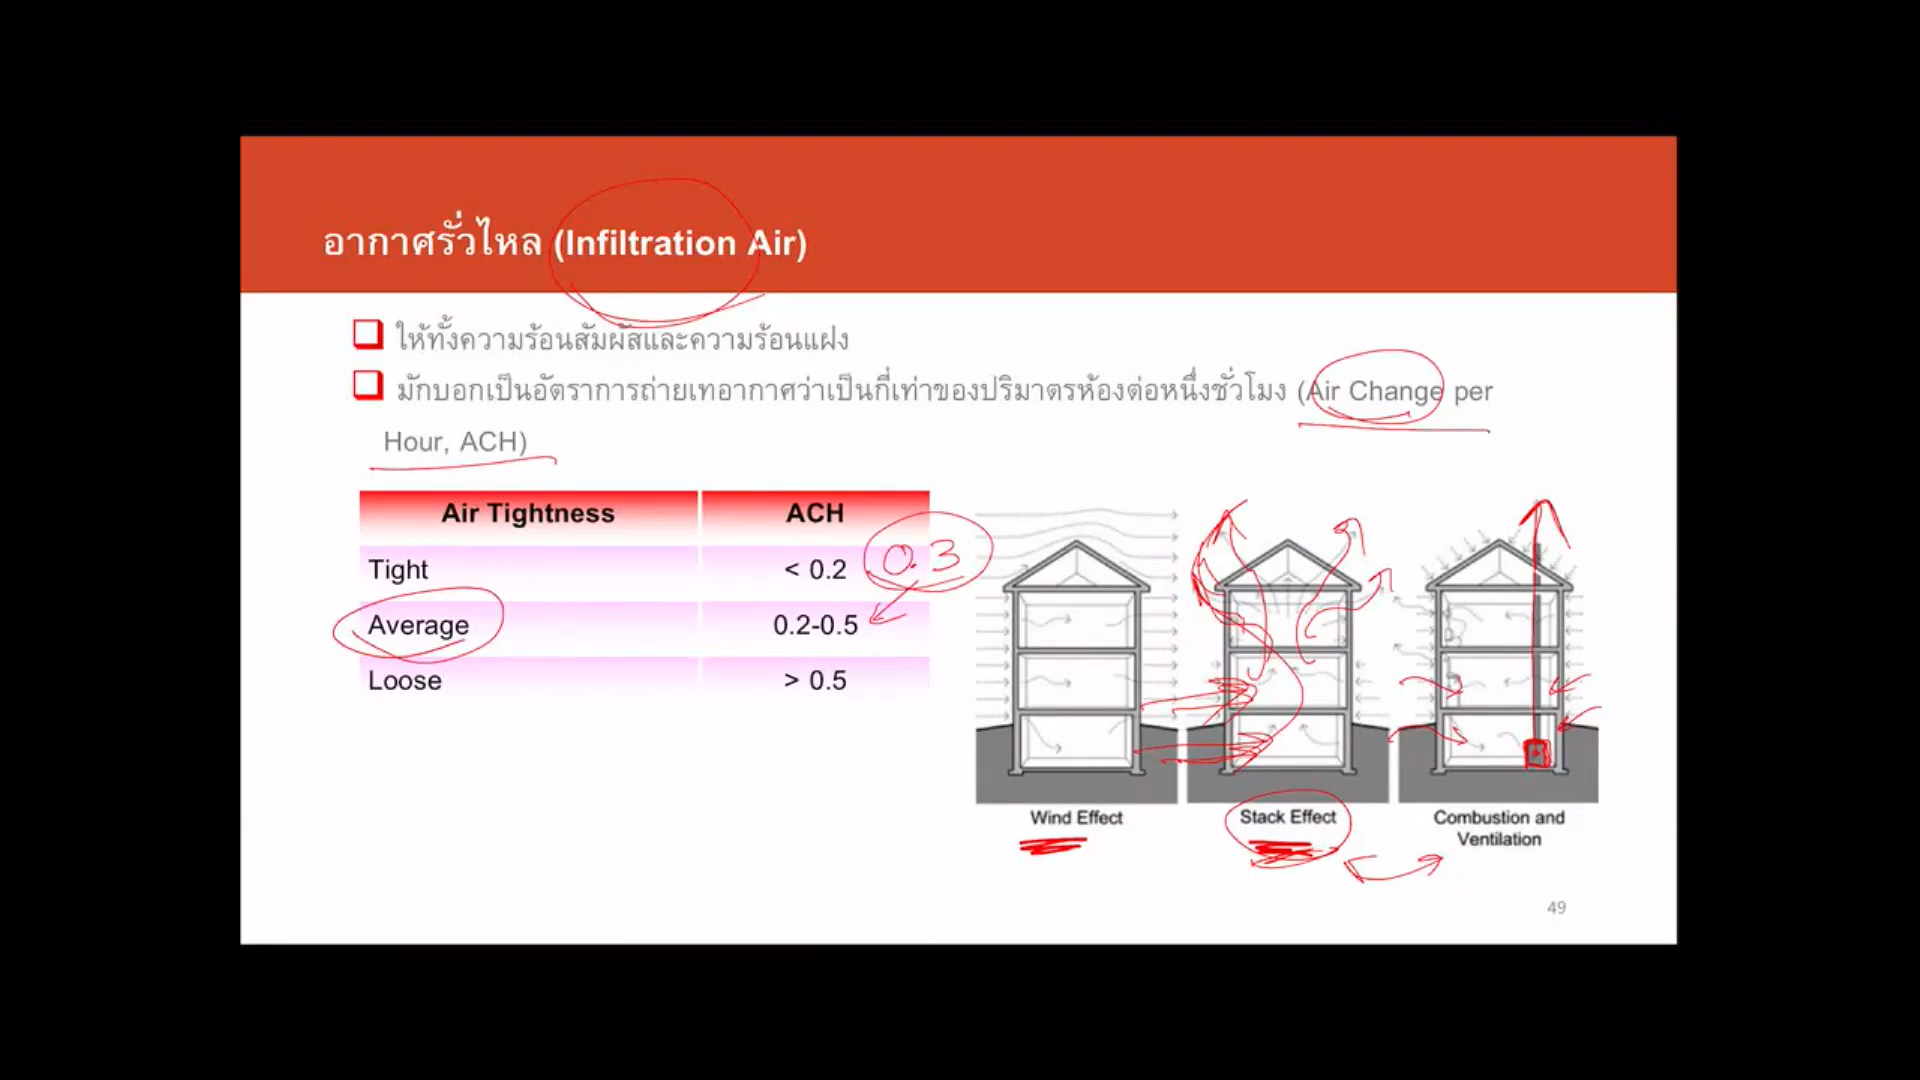 อากาศรั่วไหล (Infiltration Air)
ให้ทั้งความร้อนสัมผัสและความร้อนแฝง
มักบอกเป็นอัตราการถ่ายเทอากาศว่าเป็นกี่เท่าของปริมาตรห้องต่อหนึ่งชั่วโมง (Air Change per
Hour, ACH)
Air Tightness ACH
Tight < 0.2 0.3
Average 0.2-0.5
Loose > 0.5
Wind Effect
Stack Effect
Combustion and
Ventilation
49